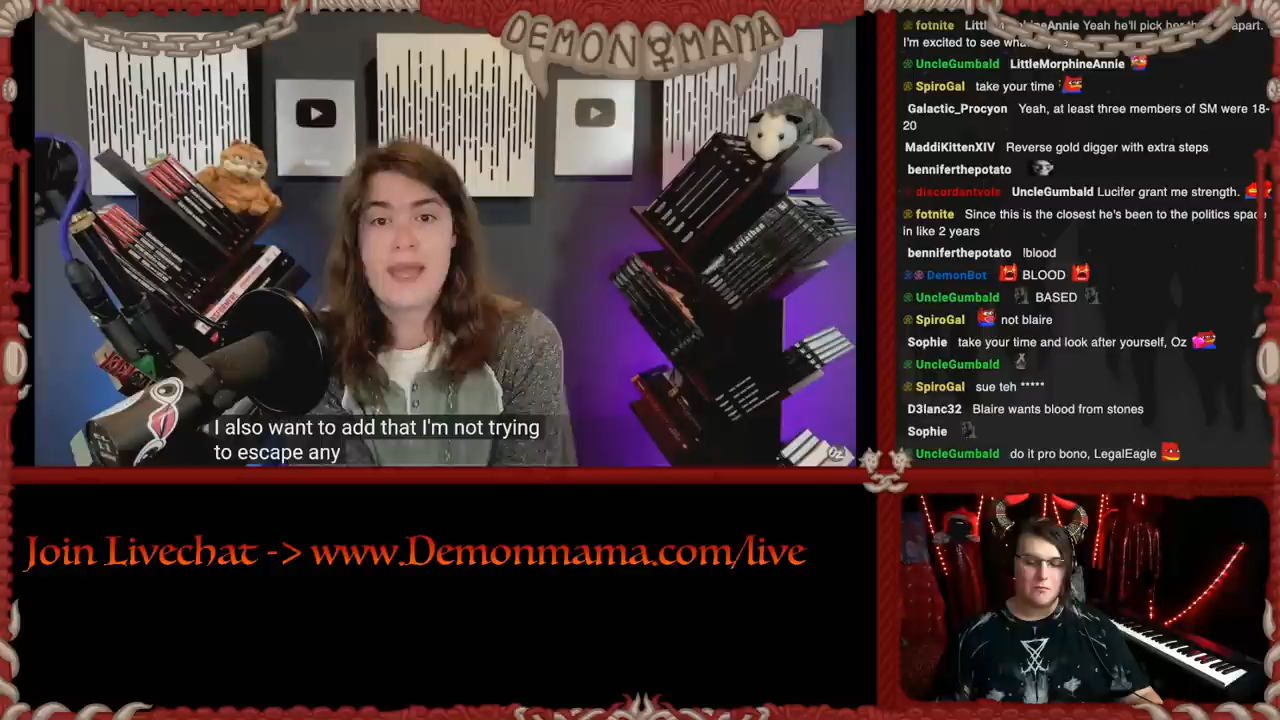 DEMON MAMA
fotnite
I'm excited to see
UncleGumbald LittleMorphineAnnie
SpiroGal take your time
Galactic_Procyon Yeah, at least three members of SM were 18-
20
MaddiKittenXIV Reverse gold digger with extra steps
benniferthepotato
discordantvole UncleGumbald Lucifer grant me strength.
fotnite Since this is the closest he's been to the politics space
in like 2 years
benniferthepotato !blood
DemonBot BLOOD
UncleGumbald BASED
SpiroGal not blaire
Sophie take your time and look after yourself, Oz
UncleGumbald
SpiroGal sue teh *****
D3lanc32 Blaire wants blood from stones
Sophie
UncleGumbald do it pro bono, LegalEagle
I also want to add that I'm not trying
to escape any
Oz
Join Livechat -> www.Demonmama.com/live